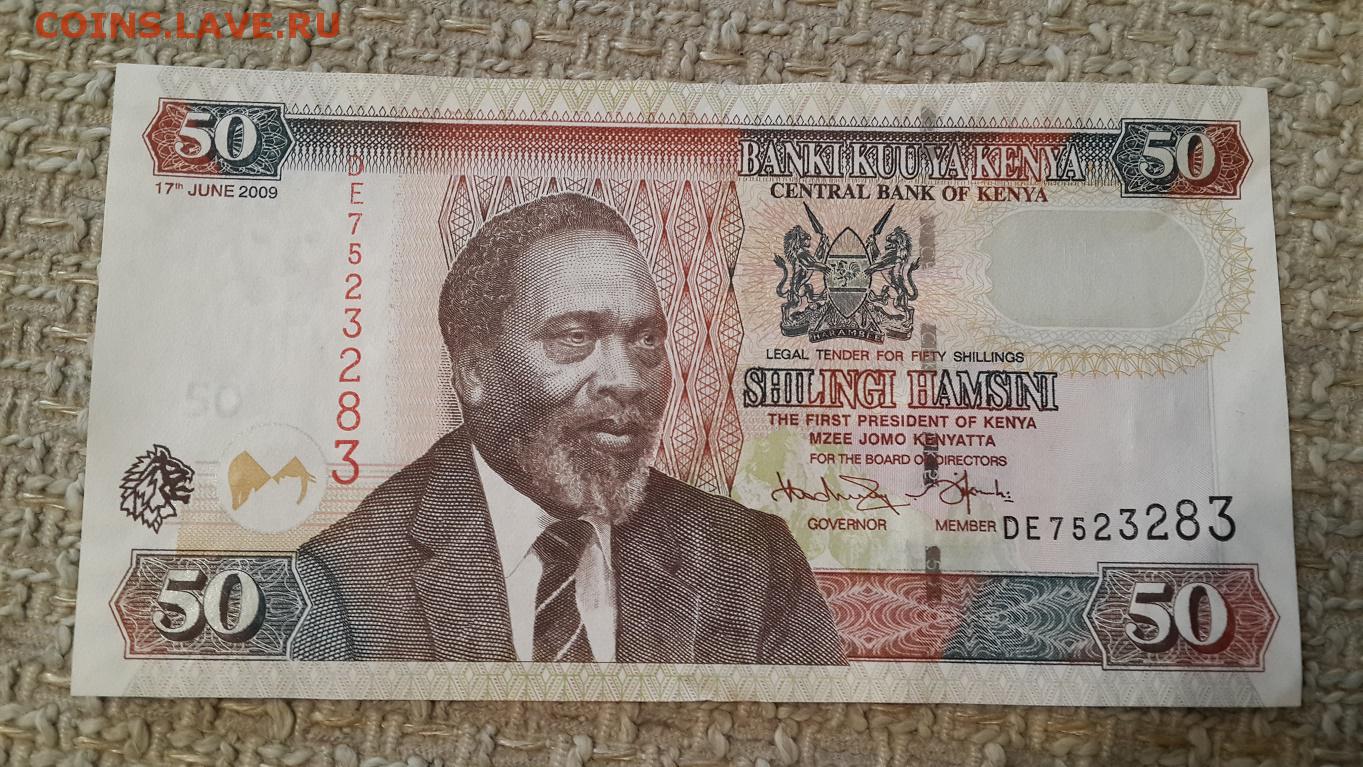 COINS.LAVE.RU
50
50
17th JUNE 2009
DE7523283
BANKI KUU YA KENYA
CENTRAL BANK OF KENYA
HARAMBEE
LEGAL TENDER FOR FIFTY SHILLINGS
SHILINGI HAMSINI
THE FIRST PRESIDENT OF KENYA
MZEE JOMO KENYATTA
FOR THE BOARD OF DIRECTORS
50
GOVERNOR MEMBER
DE7523283
50
50